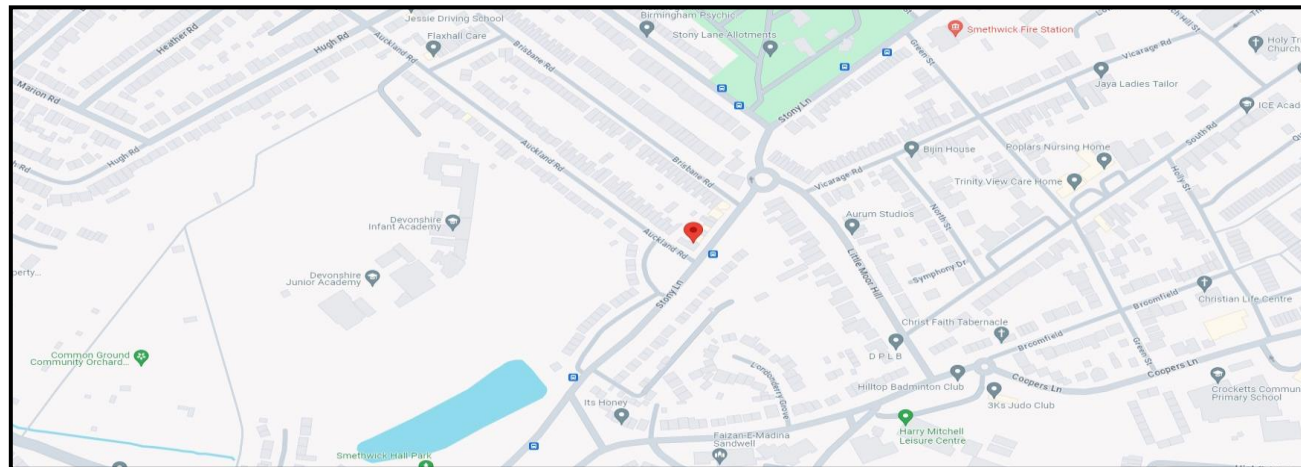 Jessie Driving School
Birmingham Psychic
Smethwick Fire Station
Heather Rd
Hugh Rd
Flaxhall Care
Auckland Rd
Brisbane Rd
Stony Lane Allotments
Green St
Vicarage Rd
Holy Tri
Church,
Marion Rd
Jaya Ladies Tailor
Stony Ln
ICE Acade
South Rd
Hugh Rd
Auckland Rd
Brisbane Rd
Bijin House
Poplars Nursing Home
Vicarage Rd
Trinity View Care Home
Holly St
Devonshire
Infant Academy
Aurum Studios
North St
Auckland Rd
Little Moor Hill
Symphony Dr
perty...
Devonshire
Junior Academy
Stony Ln
Broomfield
Christian Life Centre
Christ Faith Tabernacle
Common Ground
Community Orchard...
D P L B
Broomfield
Green St
Londonderry Grove
Hilltop Badminton Club
Coopers Ln
Coopers Ln
Crocketts Commun
Primary School
Its Honey
3Ks Judo Club
Harry Mitchell
Leisure Centre
Faizan-E-Madina
Sandwell
Smethwick Hall Park